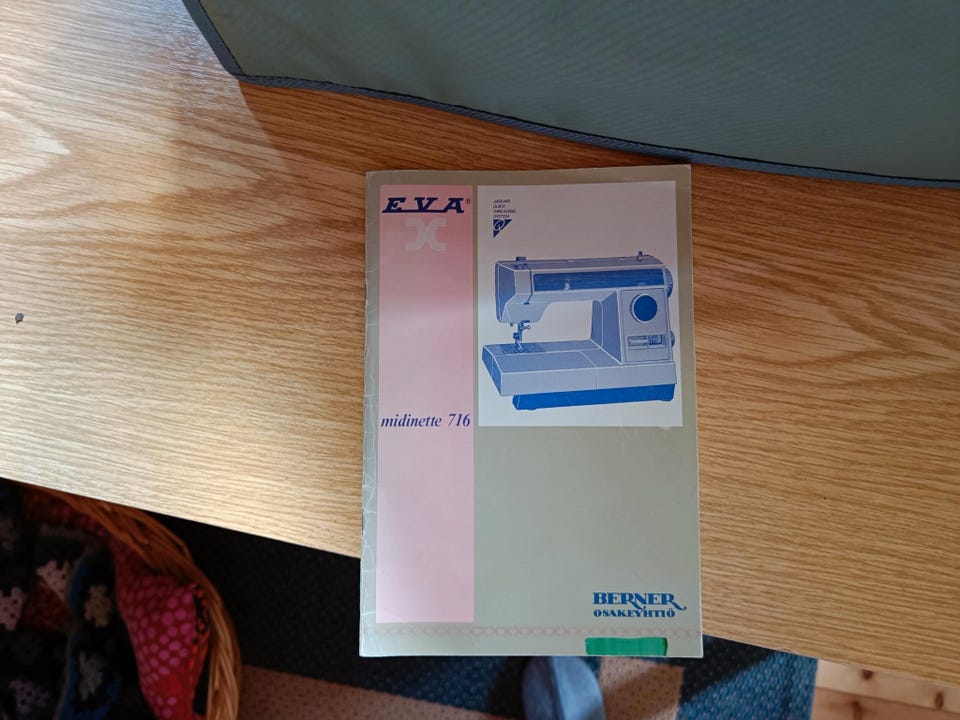 EVA®
JAGUAR
QUICK
THREADING
SYSTEM
Q
midinette 716
BERNER
OSAKEYHTIÖ